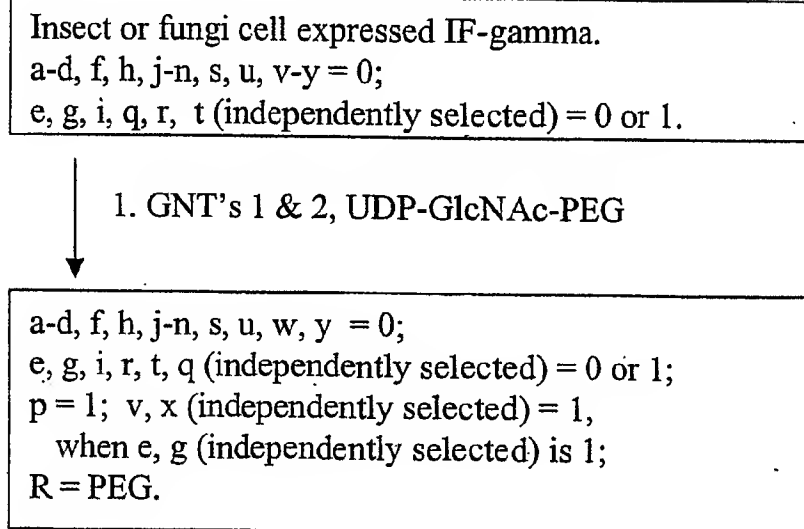 Insect or fungi cell expressed IF-gamma.
a-d, f, h, j-n, s, u, v-y = 0;
e, g, i, q, r, t (independently selected) = 0 or 1.
1. GNT's 1 & 2, UDP-GlcNAc-PEG
a-d, f, h, j-n, s, u, w, y = 0;
e, g, i, r, t, q (independently selected) = 0 or 1;
p = 1; v, x (independently selected) = 1,
when e, g (independently selected) is 1;
R = PEG.